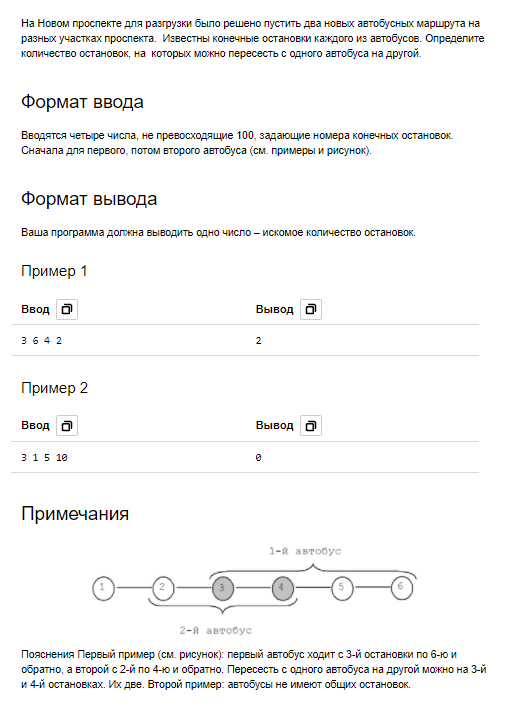 На Новом проспекте для разгрузки было решено пустить два новых автобусных маршрута на
разных участках проспекта.  Известны конечные остановки каждого из автобусов. Определите
количество остановок, на  которых можно пересесть с одного автобуса на другой.
Формат ввода
Вводятся четыре числа, не превосходящие 100, задающие номера конечных остановок.
Сначала для первого, потом второго автобуса (см. примеры и рисунок).
Формат вывода
Ваша программа должна выводить одно число – искомое количество остановок.
Пример 1
Ввод Вывод
3 6 4 2 2
Пример 2
Ввод Вывод
3 1 5 10 0
Примечания
1-й автобус
1 2 3 4 5 6
2-й автобус
Пояснения Первый пример (см. рисунок): первый автобус ходит с 3-й остановки по 6-ю и
обратно, а второй с 2-й по 4-ю и обратно. Пересесть с одного автобуса на другой можно на 3-й
и 4-й остановках. Их две. Второй пример: автобусы не имеют общих остановок.